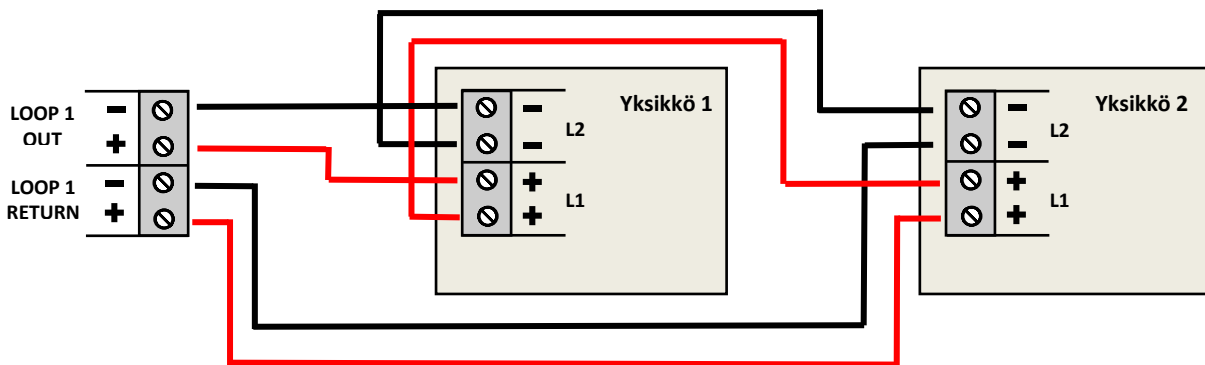 LOOP 1
OUT
−
+
LOOP 1
RETURN
−
+
Yksikkö 1
−
−
L2
+
+
L1
Yksikkö 2
−
−
L2
+
+
L1